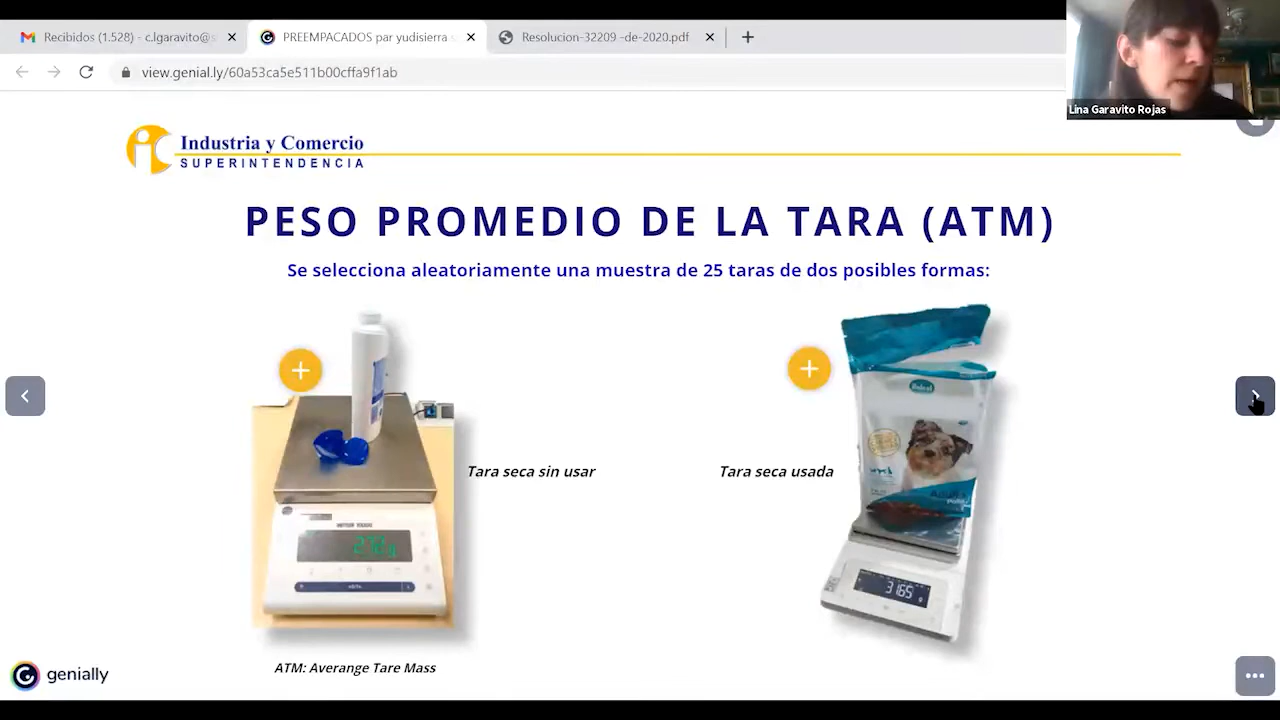 Recibidos (1.528) - c.lgaravito@s
PREEMPACADOS par yudisierra s
Resolucion-32209 -de-2020.pdf
view.genial.ly/60a53ca5e511b00cffa9f1ab
Lina Garavito Rojas
Industria y Comercio
SUPERINTENDENCIA
PESO PROMEDIO DE LA TARA (ATM)
Se selecciona aleatoriamente una muestra de 25 taras de dos posibles formas:
Tara seca sin usar
Tara seca usada
ATM: Averange Tare Mass
genially